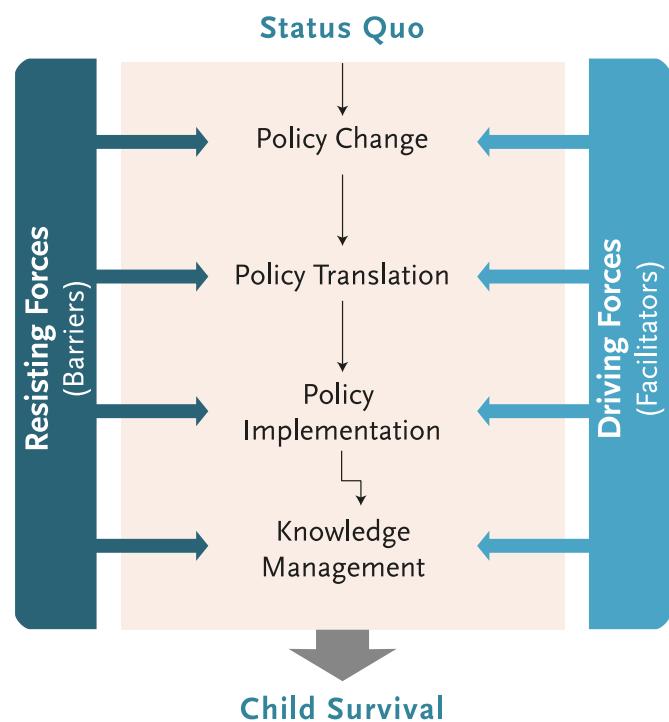 Status Quo
Resisting Forces
(Barriers)
Policy Change
Policy Translation
Policy
Implementation
Knowledge
Management
Driving Forces
(Facilitators)
Child Survival